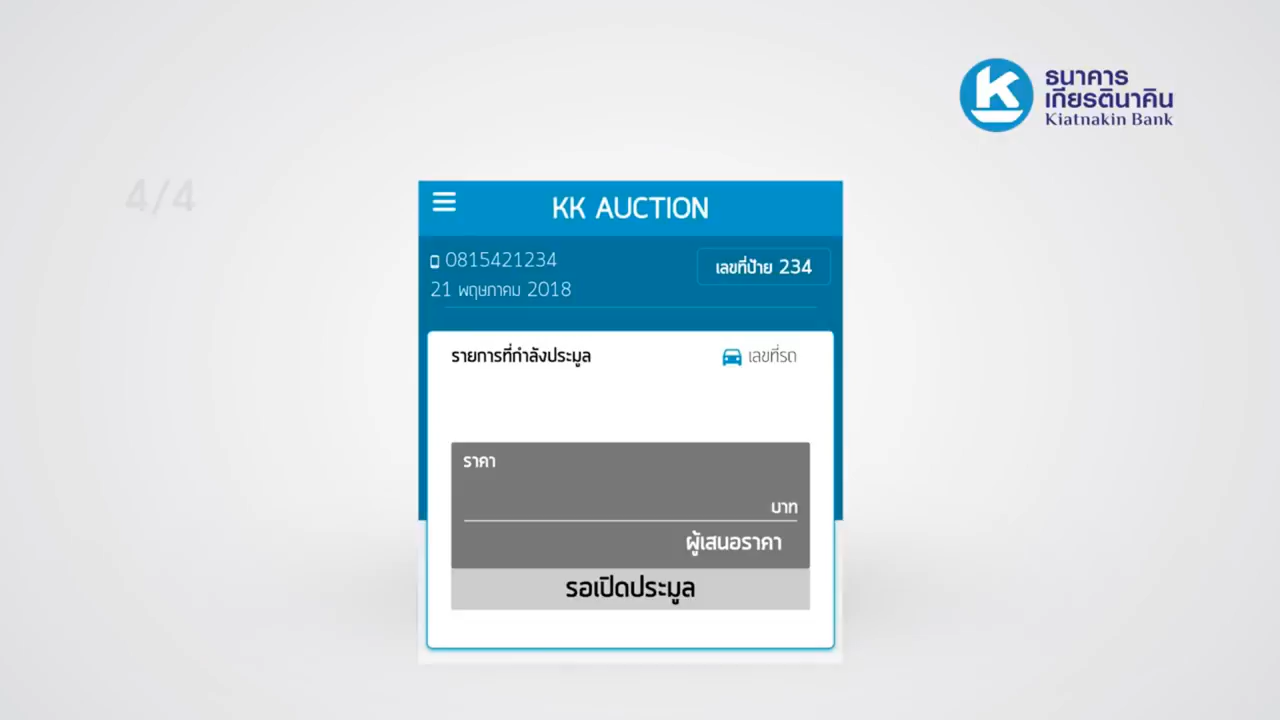 ธนาคาร
เกียรตินาคิน
Kiatnakin Bank
4/4
KK AUCTION
0815421234
เลขที่ป้าย 234
21 พฤษภาคม 2018
รายการที่กำลังประมูล
เลขที่รถ
ราคา
บาท
ผู้เสนอราคา
รอเปิดประมูล